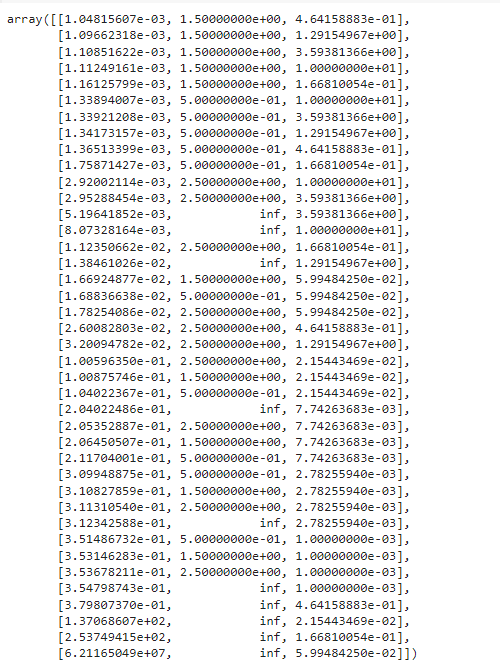 array([[1.04815607e-03, 1.50000000e+00, 4.64158883e-01],
[1.09662318e-03, 1.50000000e+00, 1.29154967e+00],
[1.10851622e-03, 1.50000000e+00, 3.59381366e+00],
[1.11249161e-03, 1.50000000e+00, 1.00000000e+01],
[1.16125799e-03, 1.50000000e+00, 1.66810054e-01],
[1.33894007e-03, 5.00000000e-01, 1.00000000e+01],
[1.33921208e-03, 5.00000000e-01, 3.59381366e+00],
[1.34173157e-03, 5.00000000e-01, 1.29154967e+00],
[1.36513399e-03, 5.00000000e-01, 4.64158883e-01],
[1.75871427e-03, 5.00000000e-01, 1.66810054e-01],
[2.92002114e-03, 2.50000000e+00, 1.00000000e+01],
[2.95288454e-03, 2.50000000e+00, 3.59381366e+00],
[5.19641852e-03, inf, 3.59381366e+00],
[8.07328164e-03, inf, 1.00000000e+01],
[1.12350662e-02, 2.50000000e+00, 1.66810054e-01],
[1.38461026e-02, inf, 1.29154967e+00],
[1.66924877e-02, 1.50000000e+00, 5.99484250e-02],
[1.68836638e-02, 5.00000000e-01, 5.99484250e-02],
[1.78254086e-02, 2.50000000e+00, 5.99484250e-02],
[2.60082803e-02, 2.50000000e+00, 4.64158883e-01],
[3.20094782e-02, 2.50000000e+00, 1.29154967e+00],
[1.00596350e-01, 2.50000000e+00, 2.15443469e-02],
[1.00875746e-01, 1.50000000e+00, 2.15443469e-02],
[1.04022367e-01, 5.00000000e-01, 2.15443469e-02],
[2.04022486e-01, inf, 7.74263683e-03],
[2.05352887e-01, 2.50000000e+00, 7.74263683e-03],
[2.06450507e-01, 1.50000000e+00, 7.74263683e-03],
[2.11704001e-01, 5.00000000e-01, 7.74263683e-03],
[3.09948875e-01, 5.00000000e-01, 2.78255940e-03],
[3.10827859e-01, 1.50000000e+00, 2.78255940e-03],
[3.11310540e-01, 2.50000000e+00, 2.78255940e-03],
[3.12342588e-01, inf, 2.78255940e-03],
[3.51486732e-01, 5.00000000e-01, 1.00000000e-03],
[3.53146283e-01, 1.50000000e+00, 1.00000000e-03],
[3.53678211e-01, 2.50000000e+00, 1.00000000e-03],
[3.54798743e-01, inf, 1.00000000e-03],
[3.79807370e-01, inf, 4.64158883e-01],
[1.37068607e+02, inf, 2.15443469e-02],
[2.53749415e+02, inf, 1.66810054e-01],
[6.21165049e+07, inf, 5.99484250e-02]])